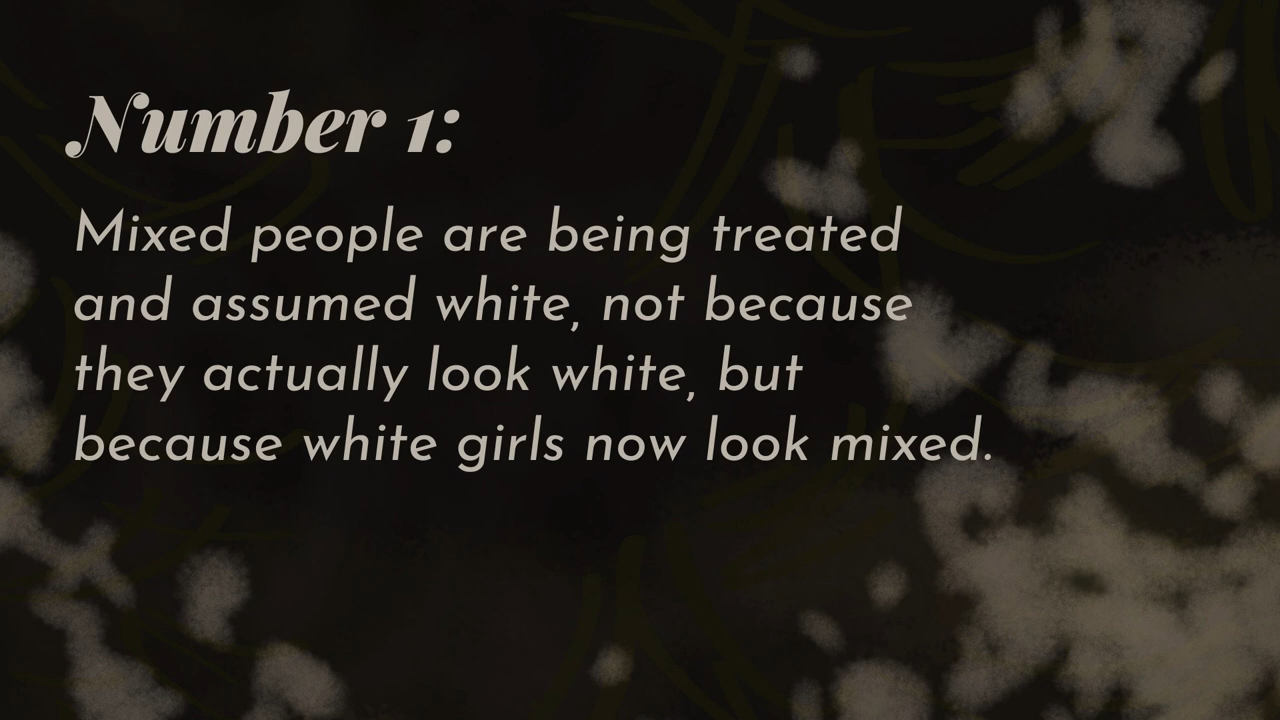 Number 1:
Mixed people are being treated
and assumed white, not because
they actually look white, but
because white girls now look mixed.